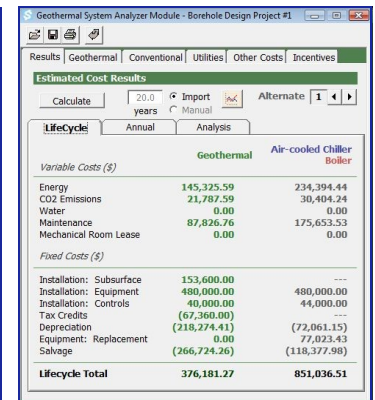 Geothermal System Analyzer Module - Borehole Design Project #1
Results Geothermal Conventional Utilities Other Costs Incentives
Estimated Cost Results
Calculate 20.0 years Import Manual Alternate 1
LifeCycle Annual Analysis
Geothermal Air-cooled Chiller
Variable Costs ($) Boiler
Energy 145,325.59 234,394.44
CO2 Emissions 21,787.59 30,404.24
Water 0.00 0.00
Maintenance 87,826.76 175,653.53
Mechanical Room Lease 0.00 0.00
Fixed Costs ($)
Installation: Subsurface 153,600.00 ---
Installation: Equipment 480,000.00 480,000.00
Installation: Controls 40,000.00 44,000.00
Tax Credits (67,360.00) ---
Depreciation (218,274.41) (72,061.15)
Equipment: Replacement 0.00 77,023.43
Salvage (266,724.26) (118,377.98)
Lifecycle Total 376,181.27 851,036.51